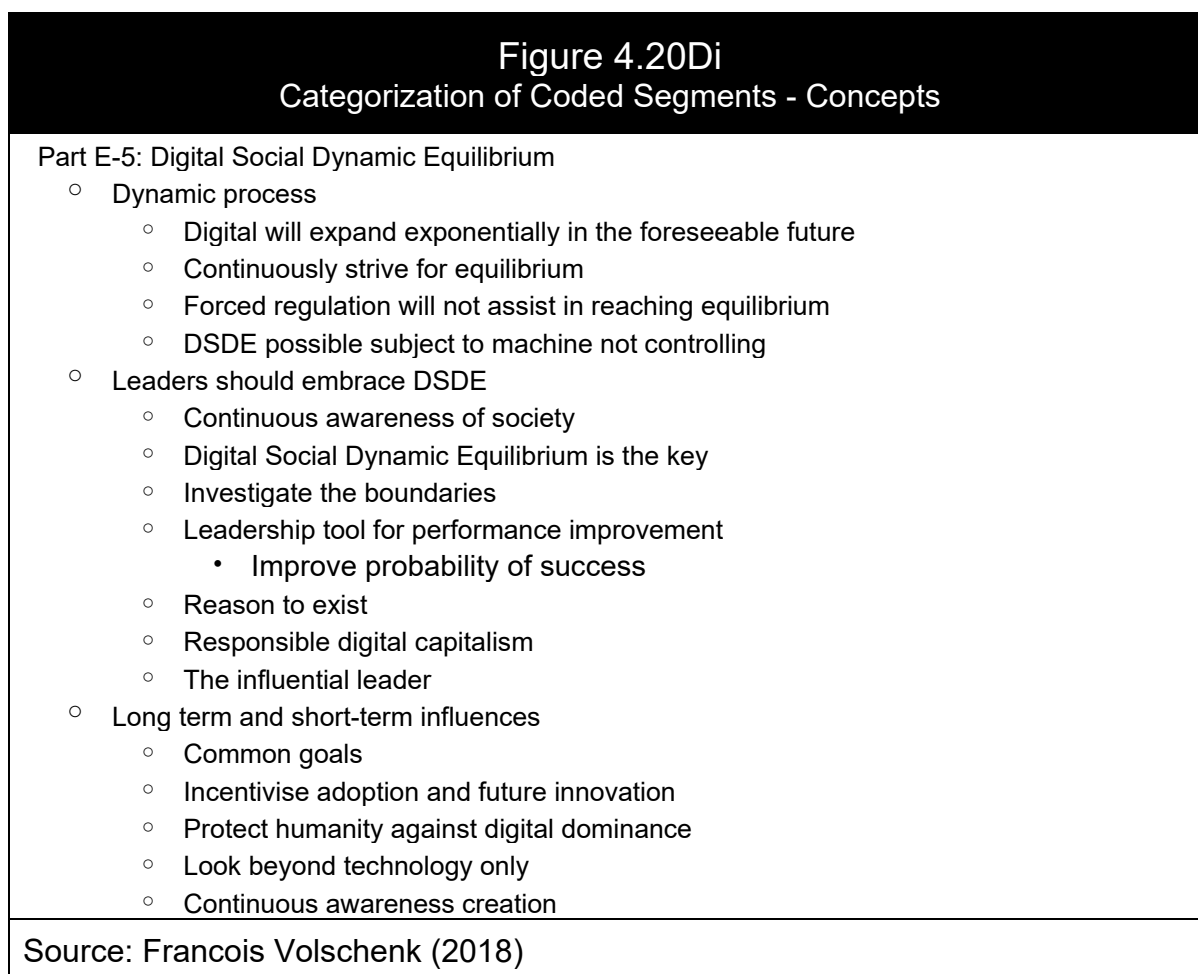 Figure 4.20Di
Categorization of Coded Segments - Concepts
Part E-5: Digital Social Dynamic Equilibrium
○ Dynamic process
○ Digital will expand exponentially in the foreseeable future
○ Continuously strive for equilibrium
○ Forced regulation will not assist in reaching equilibrium
○ DSDE possible subject to machine not controlling
○ Leaders should embrace DSDE
○ Continuous awareness of society
○ Digital Social Dynamic Equilibrium is the key
○ Investigate the boundaries
○ Leadership tool for performance improvement
• Improve probability of success
○ Reason to exist
○ Responsible digital capitalism
○ The influential leader
○ Long term and short-term influences
○ Common goals
○ Incentivise adoption and future innovation
○ Protect humanity against digital dominance
○ Look beyond technology only
○ Continuous awareness creation
Source: Francois Volschenk (2018)